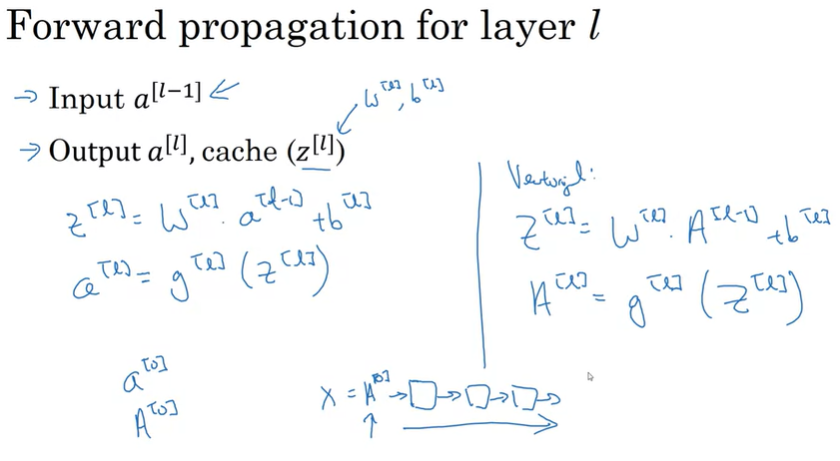 Forward propagation for layer l
→ Input a^[l−1] ←
W^[l], b^[l]
→ Output a^[l], cache (z^[l])
z^[l] = W^[l] · a^[l-1] + b^[l]
a^[l] = g^[l] (z^[l])
Vectorized:
Z^[l] = W^[l] · A^[l-1] + b^[l]
A^[l] = g^[l] (Z^[l])
a^[0]
A^[0]
X = A^[0] → □ → □ → □ →